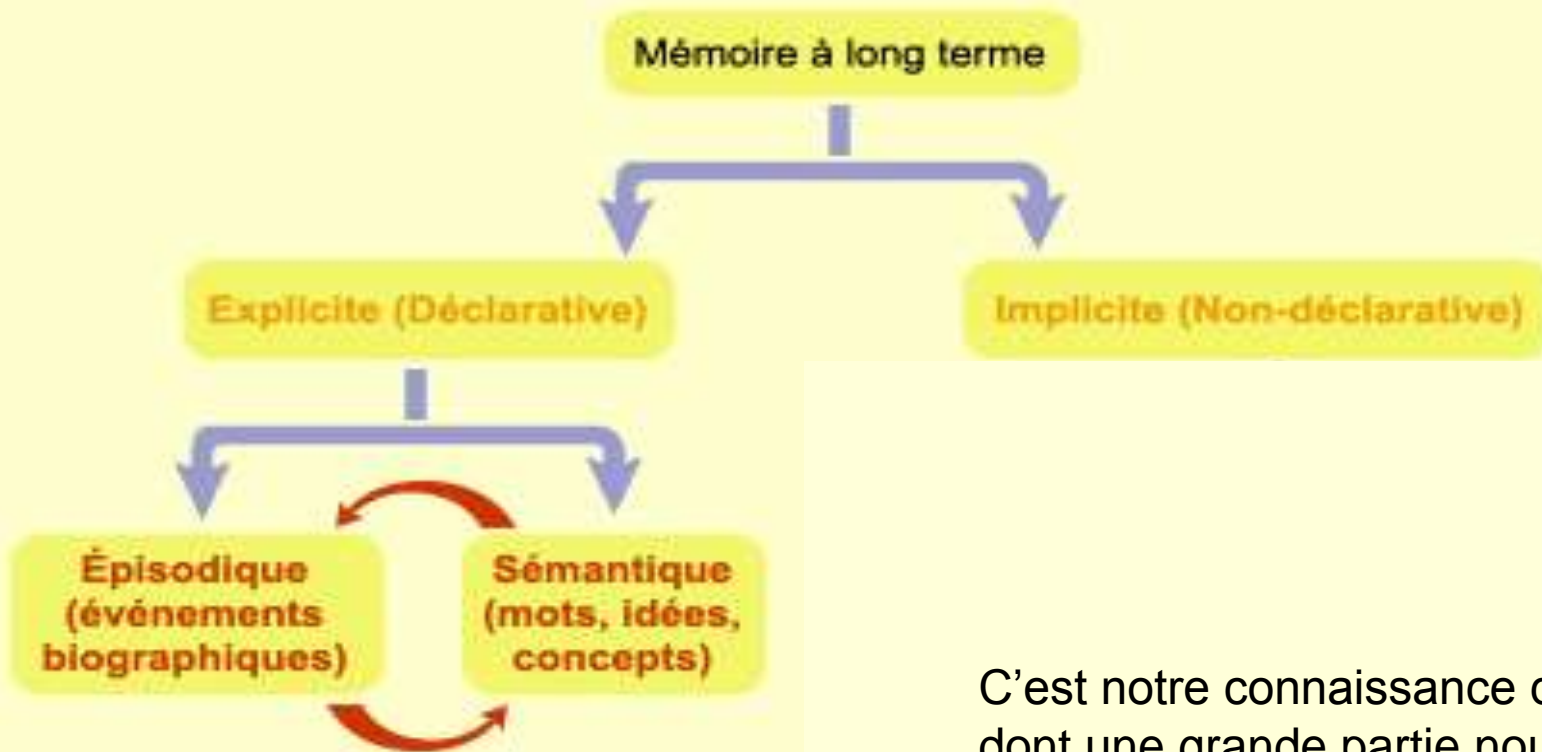 Mémoire à long terme
Explicite (Déclarative)
Implicite (Non-déclarative)
Épisodique
(événements
biographiques)
Sémantique
(mots, idées,
concepts)
C’est notre connaissance
dont une grande partie